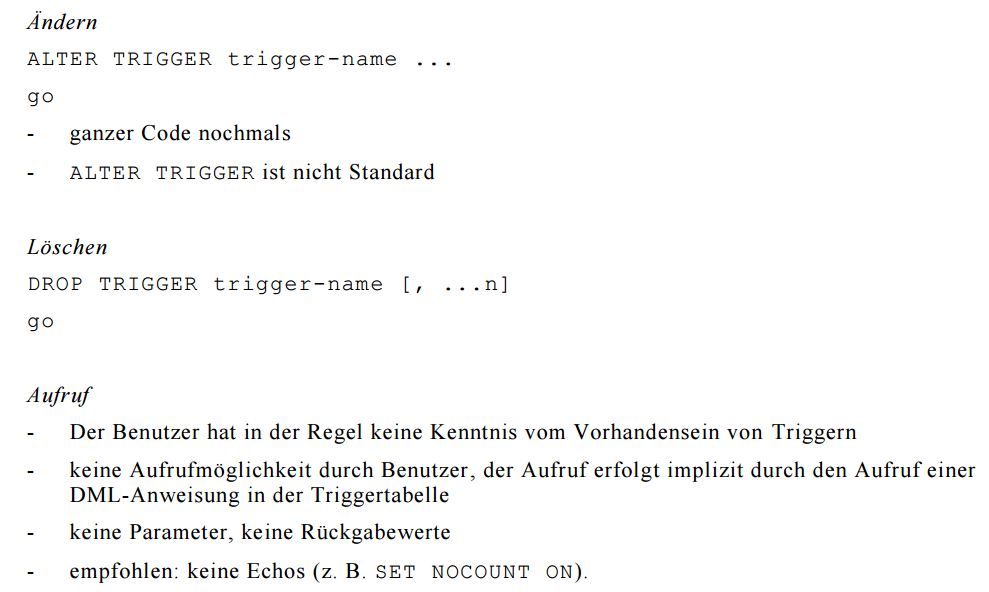 Ändern
ALTER TRIGGER trigger-name ...
go
- ganzer Code nochmals
- ALTER TRIGGER ist nicht Standard
Löschen
DROP TRIGGER trigger-name [, ...n]
go
Aufruf
- Der Benutzer hat in der Regel keine Kenntnis vom Vorhandensein von Triggern
- keine Aufrufmöglichkeit durch Benutzer, der Aufruf erfolgt implizit durch den Aufruf einer
DML-Anweisung in der Triggertabelle
- keine Parameter, keine Rückgabewerte
- empfohlen: keine Echos (z. B. SET NOCOUNT ON).